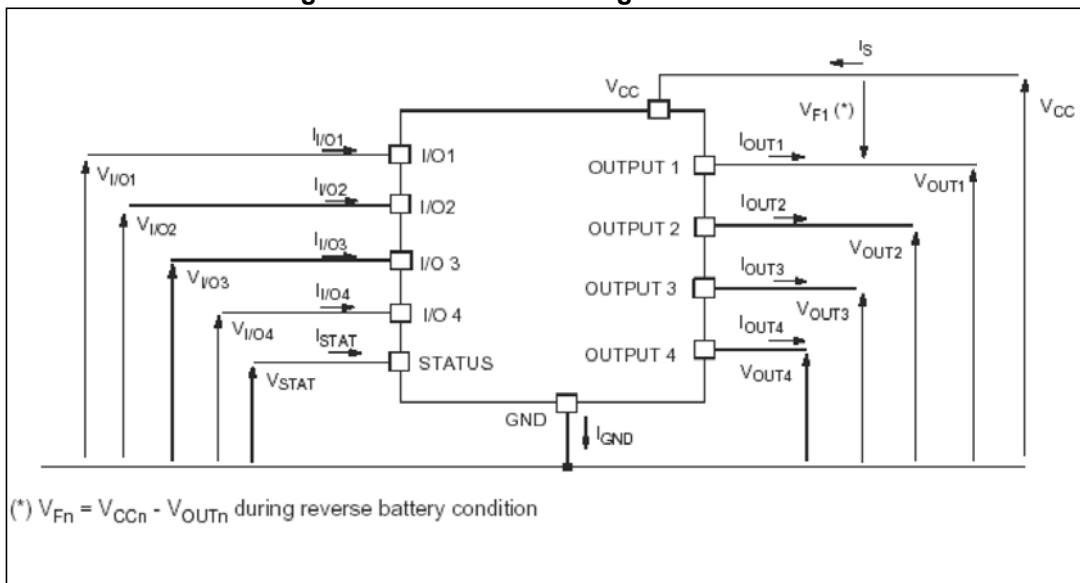 I_S
V_CC
V_F1 (*)
V_CC
I_I/O1
I/O1
OUTPUT 1
I_OUT1
V_I/O1
V_OUT1
I_I/O2
I/O2
OUTPUT 2
I_OUT2
V_I/O2
V_OUT2
I_I/O3
I/O 3
OUTPUT 3
I_OUT3
V_I/O3
V_OUT3
I_I/O4
I/O 4
OUTPUT 4
I_OUT4
V_I/O4
V_OUT4
I_STAT
STATUS
V_STAT
GND
I_GND
(*) V_Fn = V_CCn - V_OUTn during reverse battery condition